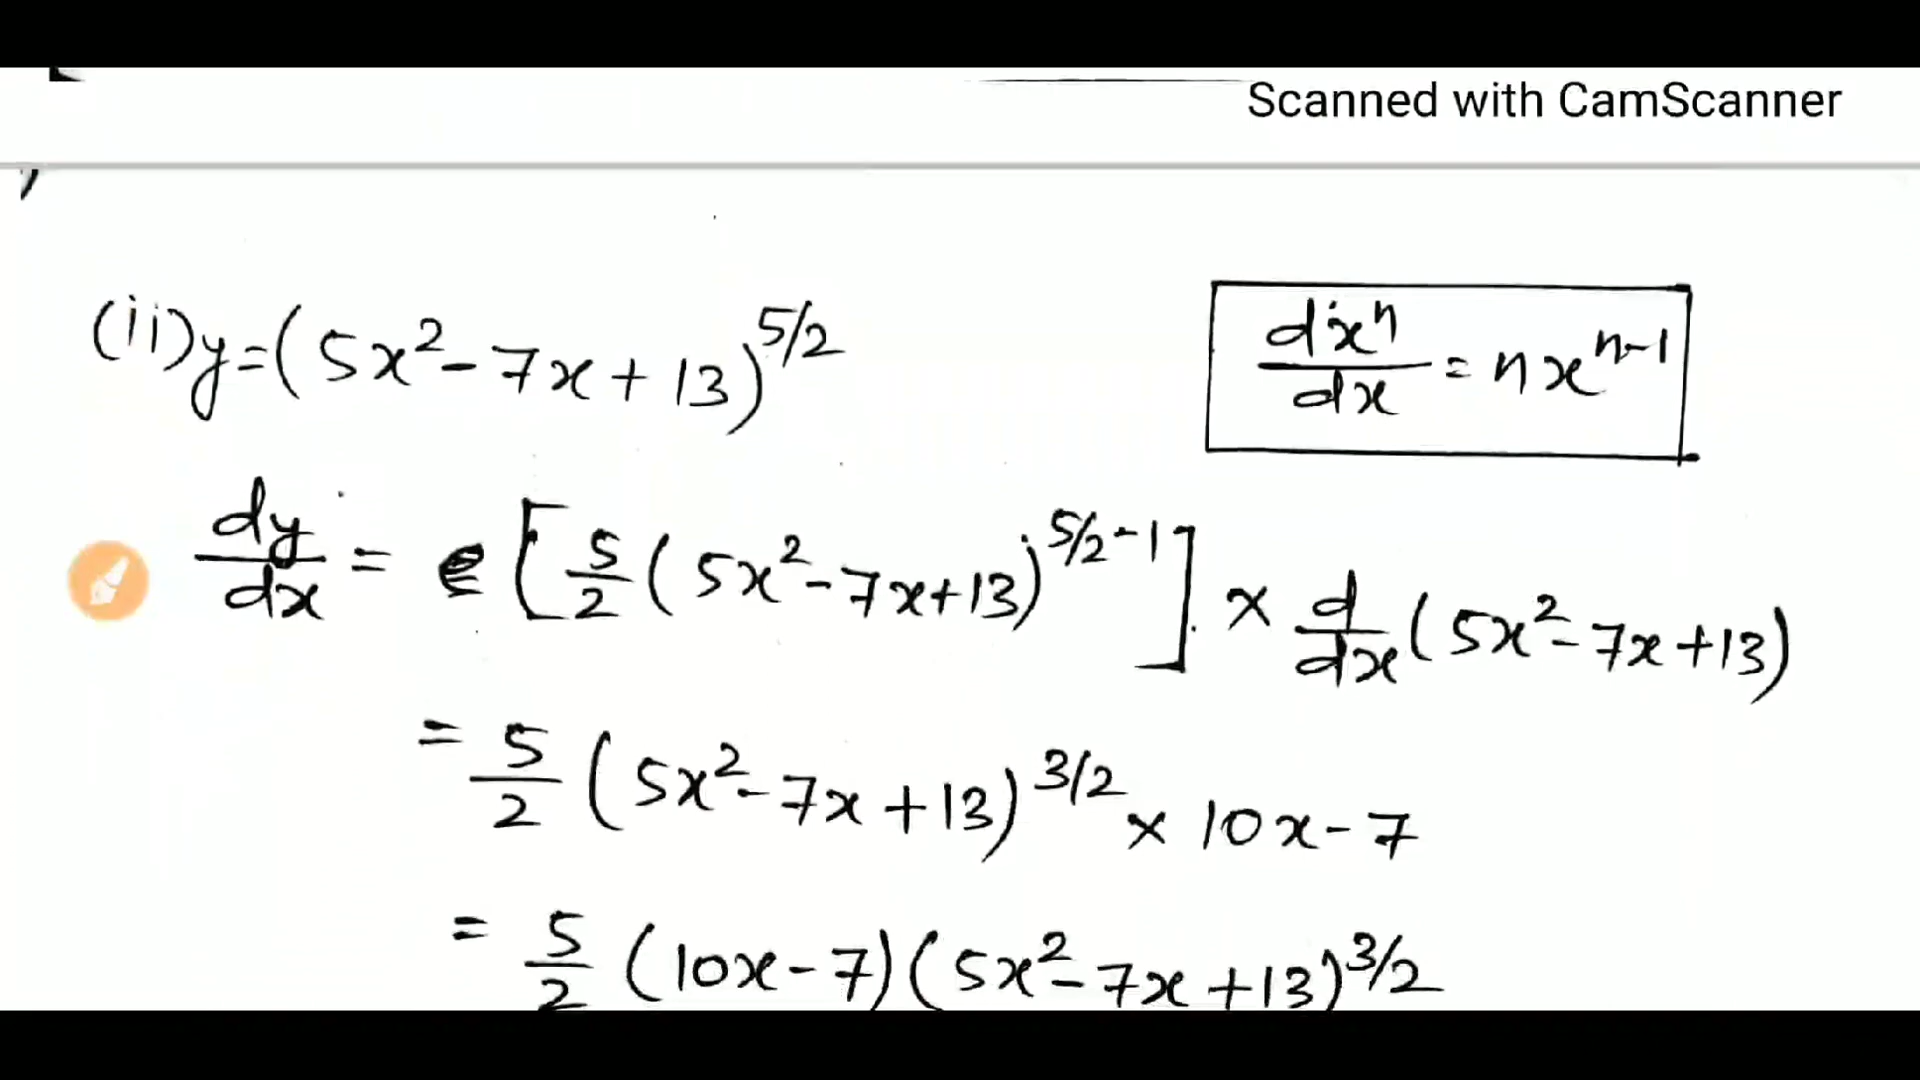 Scanned with CamScanner
(ii) y = (5x² - 7x + 13)^5/2
dxⁿ/dx = nxⁿ⁻¹
dy/dx = [5/2 (5x² - 7x + 13)^5/2-1] × d/dx (5x² - 7x + 13)
= 5/2 (5x² - 7x + 13)^3/2 × 10x - 7
= 5/2 (10x - 7)(5x² - 7x + 13)^3/2